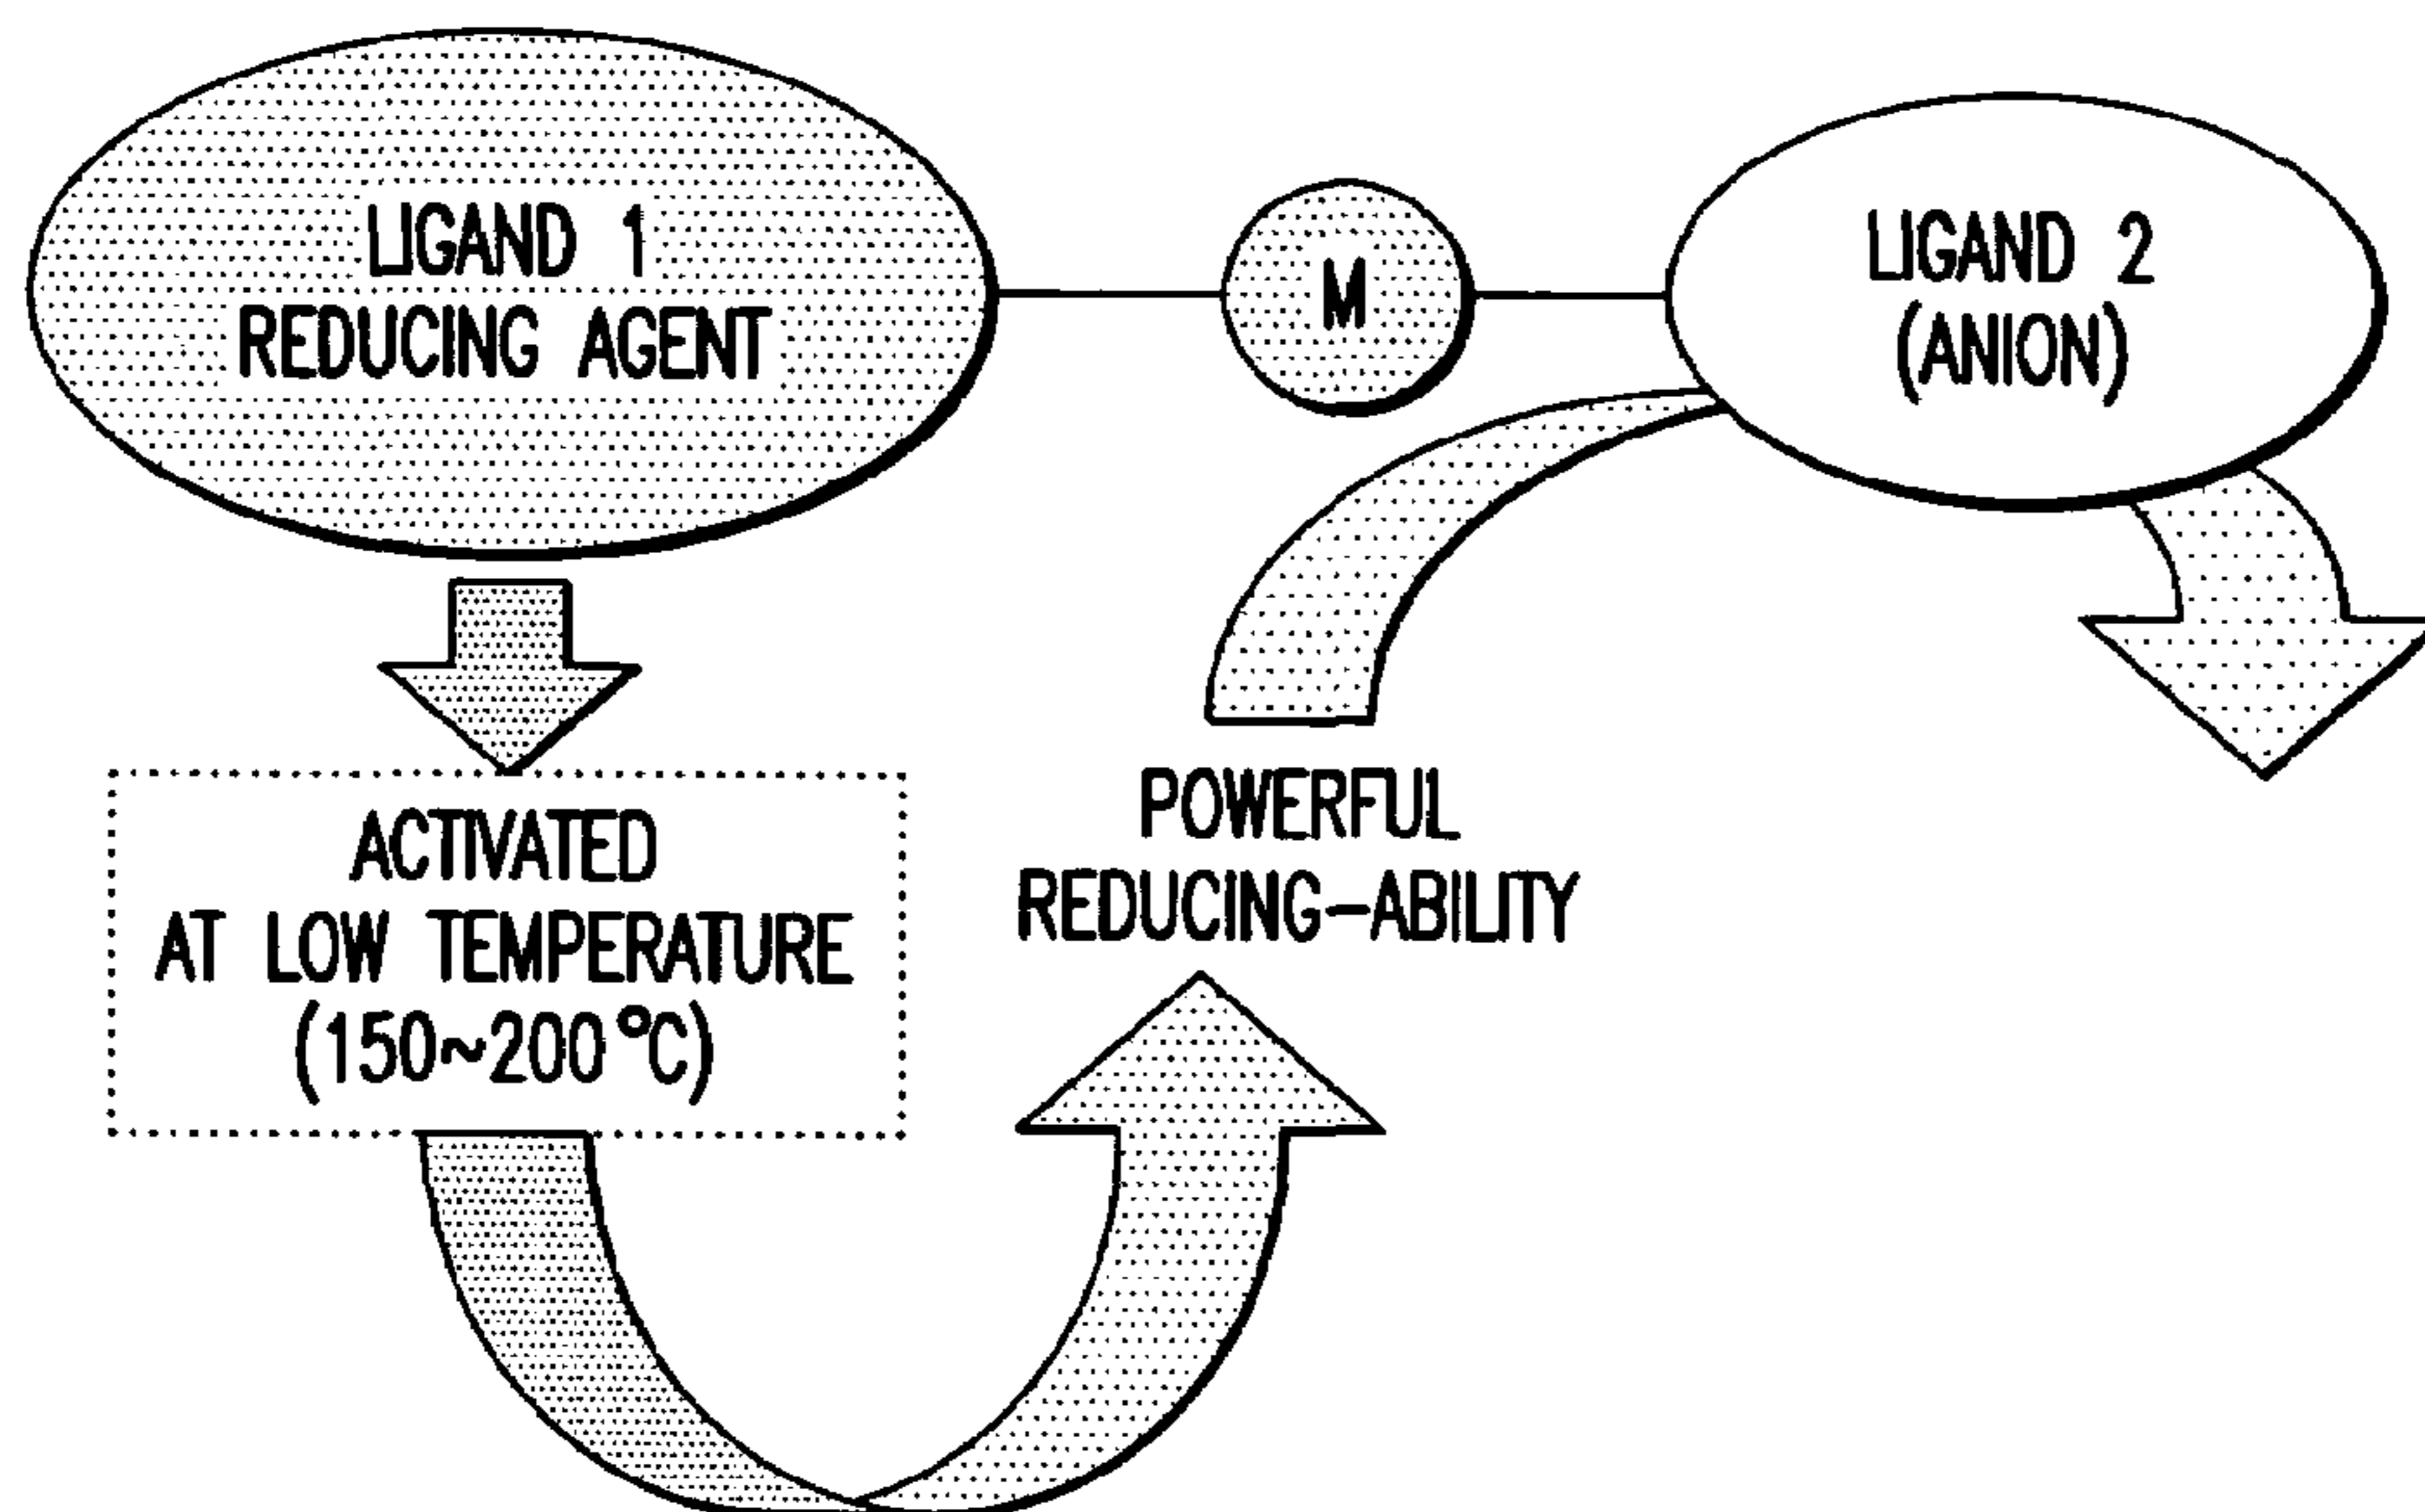 LIGAND 1
REDUCING AGENT
M
LIGAND 2
(ANION)
ACTIVATED
AT LOW TEMPERATURE
(150~200°C)
POWERFUL
REDUCING-ABILITY